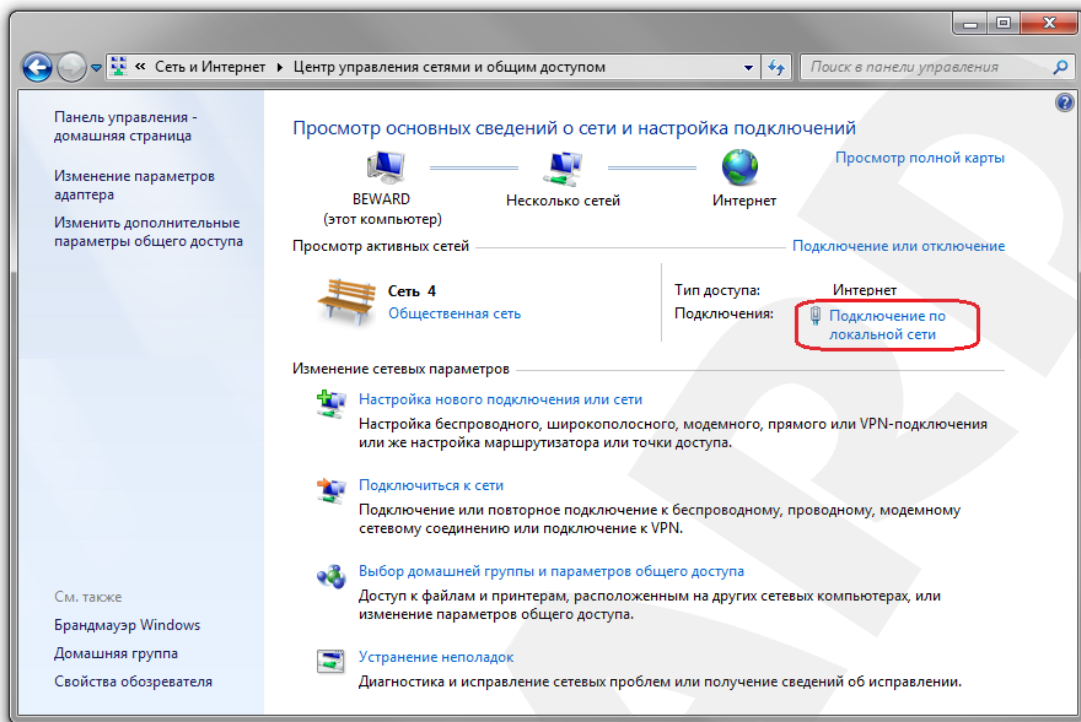 « Сеть и Интернет ▸ Центр управления сетями и общим доступом
Поиск в панели управления
Панель управления -
домашняя страница
Изменение параметров
адаптера
Изменить дополнительные
параметры общего доступа
См. также
Брандмауэр Windows
Домашняя группа
Свойства обозревателя
Просмотр основных сведений о сети и настройка подключений
Просмотр полной карты
BEWARD
(этот компьютер)
Несколько сетей
Интернет
Просмотр активных сетей
Подключение или отключение
Сеть 4
Общественная сеть
Тип доступа: Интернет
Подключения: Подключение по
локальной сети
Изменение сетевых параметров
Настройка нового подключения или сети
Настройка беспроводного, широкополосного, модемного, прямого или VPN-подключения
или же настройка маршрутизатора или точки доступа.
Подключиться к сети
Подключение или повторное подключение к беспроводному, проводному, модемному
сетевому соединению или подключение к VPN.
Выбор домашней группы и параметров общего доступа
Доступ к файлам и принтерам, расположенным на других сетевых компьютерах, или
изменение параметров общего доступа.
Устранение неполадок
Диагностика и исправление сетевых проблем или получение сведений об исправлении.